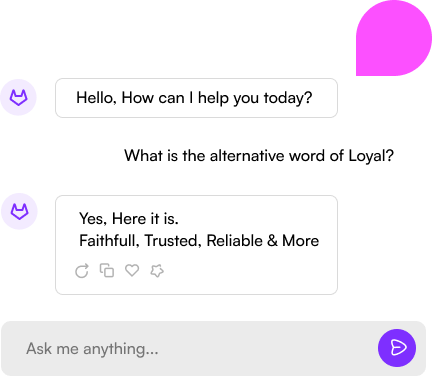 Hello, How can I help you today?
What is the alternative word of Loyal?
Yes, Here it is.
Faithfull, Trusted, Reliable & More
Ask me anything...